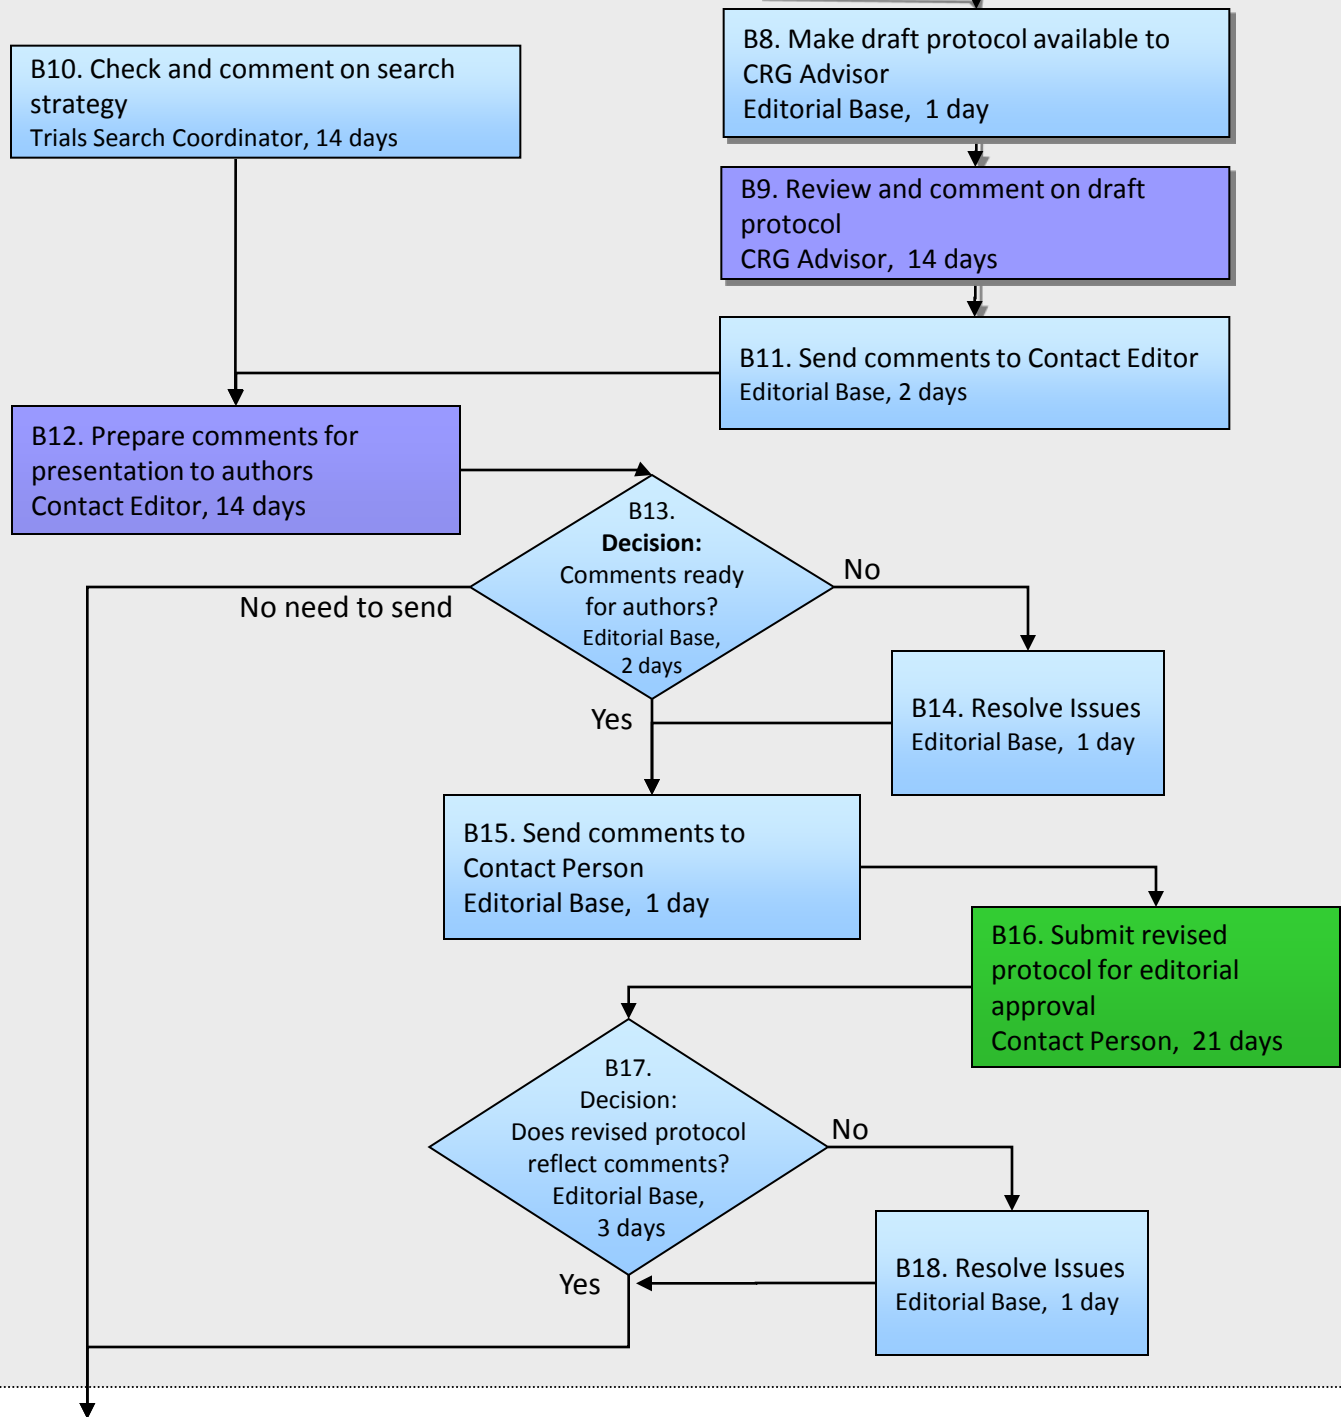 B8. Make draft protocol available to
CRG Advisor
Editorial Base, 1 day
B10. Check and comment on search
strategy
Trials Search Coordinator, 14 days
B9. Review and comment on draft
protocol
CRG Advisor, 14 days
B11. Send comments to Contact Editor
Editorial Base, 2 days
B12. Prepare comments for
presentation to authors
Contact Editor, 14 days
B13.
Decision:
Comments ready
for authors?
Editorial Base,
2 days
No
No need to send
Yes
B14. Resolve Issues
Editorial Base, 1 day
B15. Send comments to
Contact Person
Editorial Base, 1 day
B16. Submit revised
protocol for editorial
approval
Contact Person, 21 days
B17.
Decision:
Does revised protocol
reflect comments?
Editorial Base,
3 days
No
Yes
B18. Resolve Issues
Editorial Base, 1 day